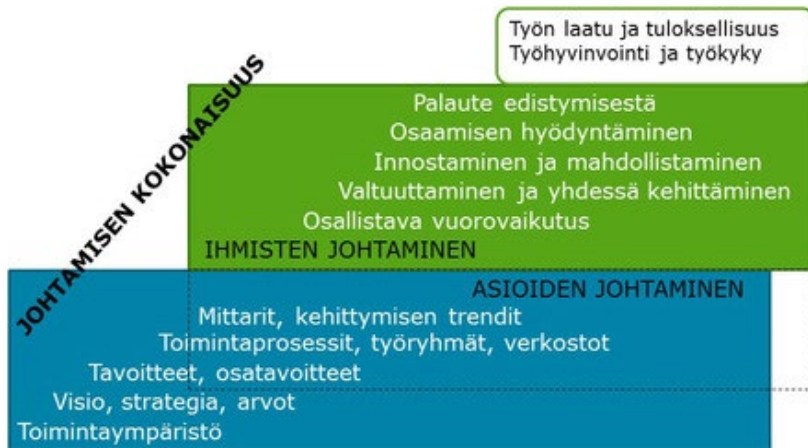 Työn laatu ja tuloksellisuus
Työhyvinvointi ja työkyky
JOHTAMISEN KOKONAISUUS
Palaute edistymisestä
Osaamisen hyödyntäminen
Innostaminen ja mahdollistaminen
Valtuuttaminen ja yhdessä kehittäminen
Osallistava vuorovaikutus
IHMISTEN JOHTAMINEN
ASIOIDEN JOHTAMINEN
Mittarit, kehittymisen trendit
Toimintaprosessit, työryhmät, verkostot
Tavoitteet, osatavoitteet
Visio, strategia, arvot
Toimintaympäristö